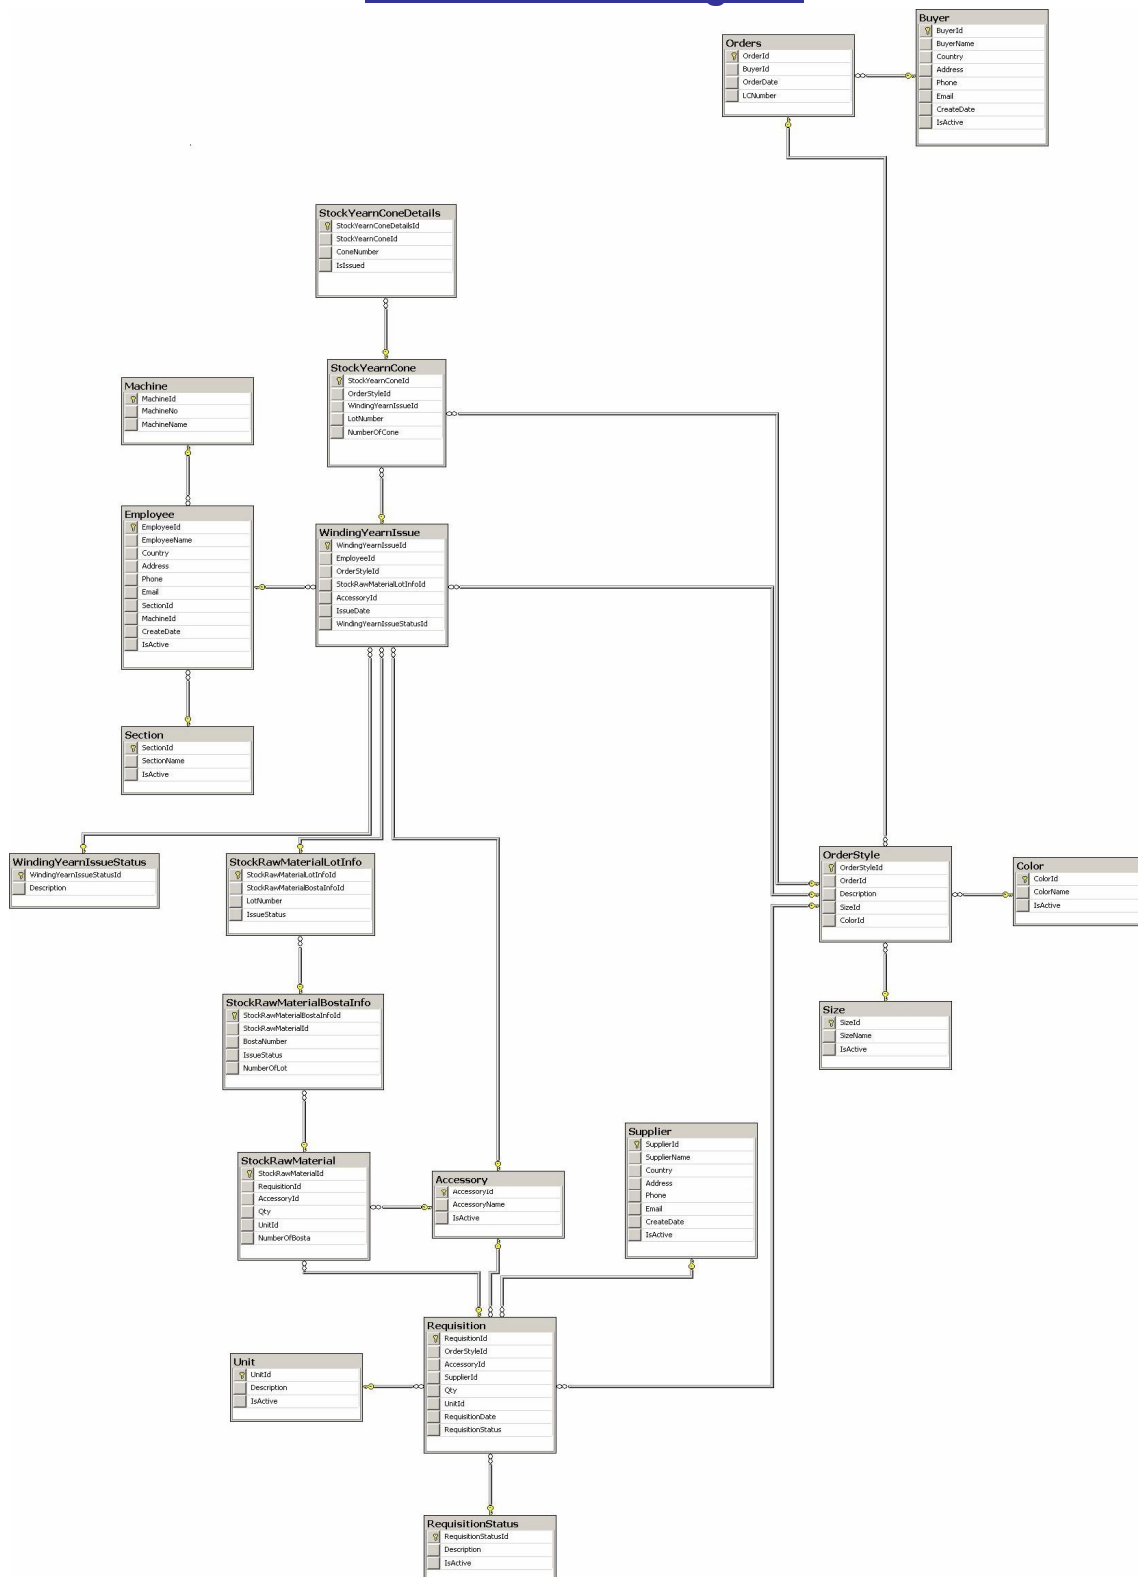 Buyer
BuyerId
BuyerName
Country
Address
Phone
Email
CreateDate
IsActive
Orders
OrderId
BuyerId
OrderDate
LCNumber
StockYearnConeDetails
StockYearnConeDetailsId
StockYearnConeId
ConeNumber
IsIssued
StockYearnCone
StockYearnConeId
OrderStyleId
WindingYearnIssueId
LotNumber
NumberOfCone
Machine
MachineId
MachineNo
MachineName
Employee
EmployeeId
EmployeeName
Country
Address
Phone
Email
SectionId
MachineId
CreateDate
IsActive
WindingYearnIssue
WindingYearnIssueId
EmployeeId
OrderStyleId
StockRawMaterialLotInfoId
AccessoryId
IssueDate
WindingYearnIssueStatusId
Section
SectionId
SectionName
IsActive
WindingYearnIssueStatus
WindingYearnIssueStatusId
Description
StockRawMaterialLotInfo
StockRawMaterialLotInfoId
StockRawMaterialBostaInfoId
LotNumber
IssueStatus
OrderStyle
OrderStyleId
OrderId
Description
SizeId
ColorId
Color
ColorId
ColorName
IsActive
StockRawMaterialBostaInfo
StockRawMaterialBostaInfoId
StockRawMaterialId
BostaNumber
IssueStatus
NumberOfLot
Size
SizeId
SizeName
IsActive
Supplier
SupplierId
SupplierName
Country
Address
Phone
Email
CreateDate
IsActive
StockRawMaterial
StockRawMaterialId
RequisitionId
AccessoryId
Qty
UnitId
NumberOfBosta
Accessory
AccessoryId
AccessoryName
IsActive
Requisition
RequisitionId
OrderStyleId
AccessoryId
SupplierId
Qty
UnitId
RequisitionDate
RequisitionStatus
Unit
UnitId
Description
IsActive
RequisitionStatus
RequisitionStatusId
Description
IsActive